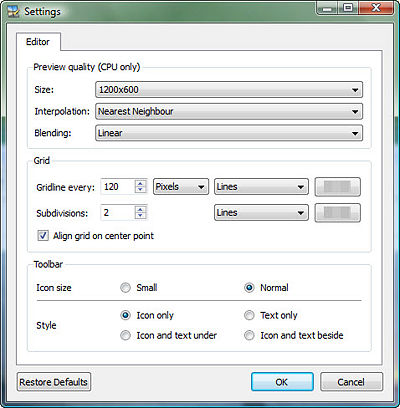 Settings
Editor
Preview quality (CPU only)
Size: 1200x600
Interpolation: Nearest Neighbour
Blending: Linear
Grid
Gridline every: 120 Pixels Lines
Subdivisions: 2 Lines
Align grid on center point
Toolbar
Icon size Small Normal
Style Icon only Text only
Icon and text under Icon and text beside
Restore Defaults OK Cancel